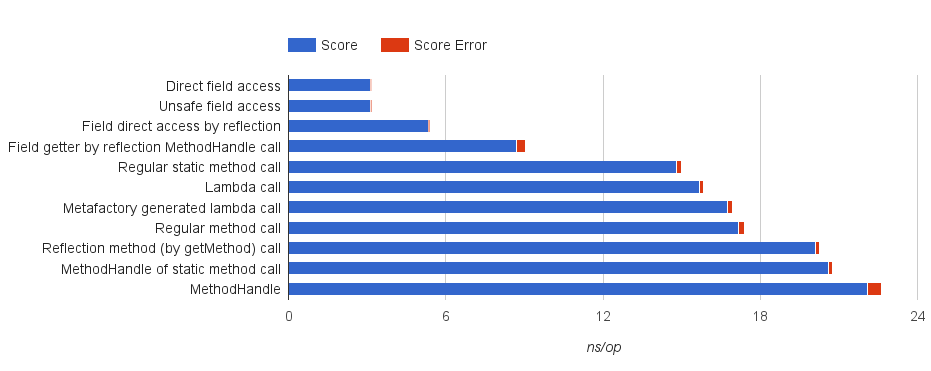 Score Score Error
Direct field access
Unsafe field access
Field direct access by reflection
Field getter by reflection MethodHandle call
Regular static method call
Lambda call
Metafactory generated lambda call
Regular method call
Reflection method (by getMethod) call
MethodHandle of static method call
MethodHandle
0 6 12 18 24
ns/op